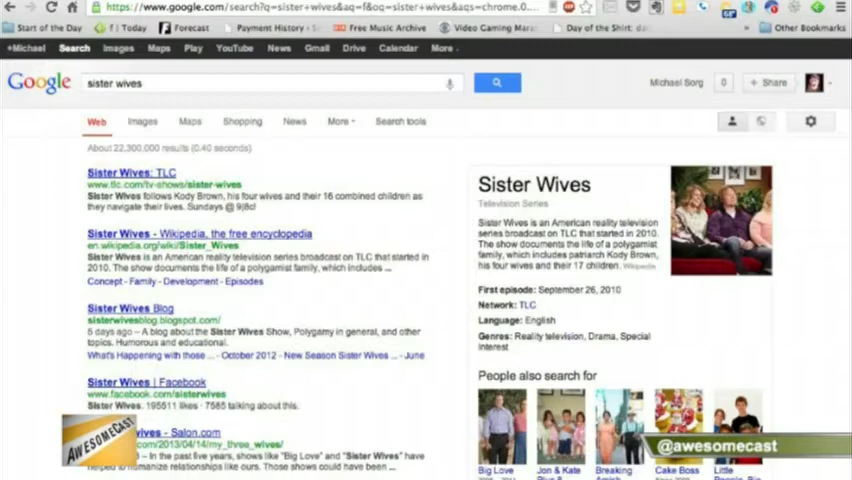 https://www.google.com/search?q=sister+wives&aq=f&oq=sister+wives&aqs=chrome.0....
Start of the Day
f | Today
Forecast
Payment History -
Free Music Archive
Video Gaming Mar
Day of the Shirt: da
»
Other Bookmarks
+Michael Search Images Maps Play YouTube News Gmail Drive Calendar More
Google
sister wives
Michael Sorg
0
+ Share
Web Images Maps Shopping News More Search tools
About 22,300,000 results (0.40 seconds)
Sister Wives: TLC
www.tlc.com/tv-shows/sister-wives
Sister Wives follows Kody Brown, his four wives and their 16 combined children as
they navigate their lives. Sundays @ 9|8c!
Sister Wives - Wikipedia, the free encyclopedia
en.wikipedia.org/wiki/Sister_Wives
Sister Wives is an American reality television series broadcast on TLC that started in
2010. The show documents the life of a polygamist family, which includes ...
Concept - Family - Development - Episodes
Sister Wives Blog
sisterwivesblog.blogspot.com/
5 days ago – A blog about the Sister Wives Show, Polygamy in general, and other
topics. Humorous and educational.
What's Happening with those ... - October 2012 - New Season Sister Wives ... - June
Sister Wives | Facebook
www.facebook.com/sisterwives
Sister Wives. 195511 likes · 7585 talking about this.
wives - Salon.com
com/2013/04/14/my_three_wives/
– In the past five years, shows like "Big Love" and "Sister Wives" have
helped to humanize relationships like ours. Those shows could have been ...
Sister Wives
Television Series
Sister Wives is an American reality television
series broadcast on TLC that started in 2010.
The show documents the life of a polygamist
family, which includes patriarch Kody Brown,
his four wives and their 17 children. Wikipedia
First episode: September 26, 2010
Network: TLC
Language: English
Genres: Reality television, Drama, Special
Interest
People also search for
Big Love
Jon & Kate
Breaking
Amish
Cake Boss
Little
AWESOMECAST
@awesomecast